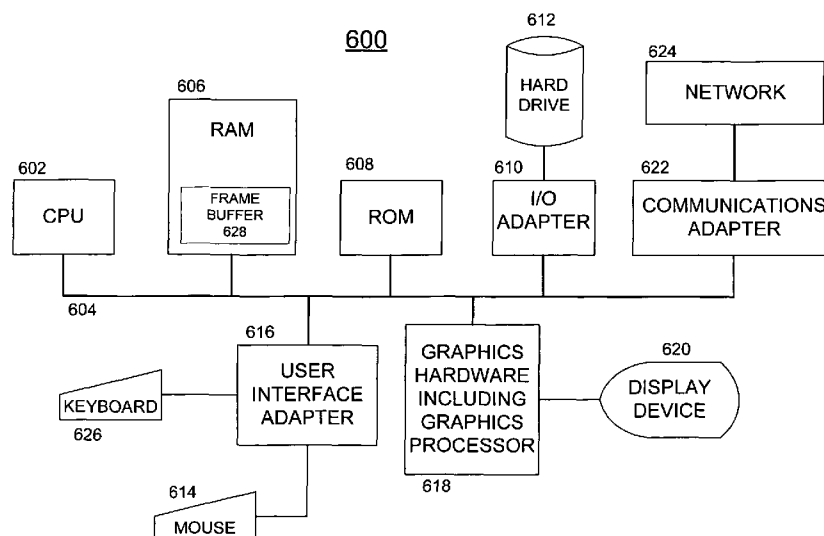 600
612
HARD
DRIVE
624
NETWORK
606
RAM
FRAME
BUFFER
628
602
CPU
608
ROM
610
I/O
ADAPTER
622
COMMUNICATIONS
ADAPTER
604
616
USER
INTERFACE
ADAPTER
GRAPHICS
HARDWARE
INCLUDING
GRAPHICS
PROCESSOR
618
620
DISPLAY
DEVICE
KEYBOARD
626
614
MOUSE